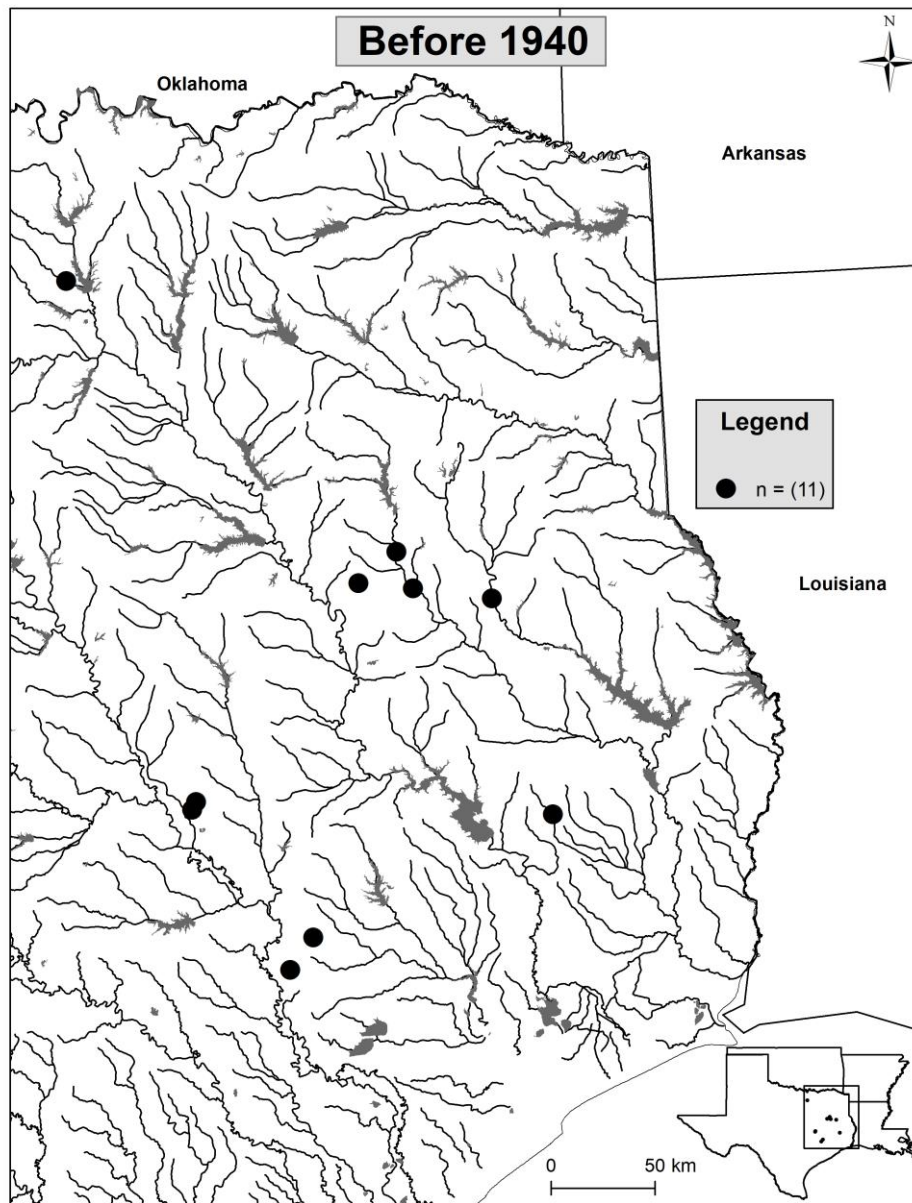 Before 1940
N
Oklahoma
Arkansas
Legend
n = (11)
Louisiana
0 50 km